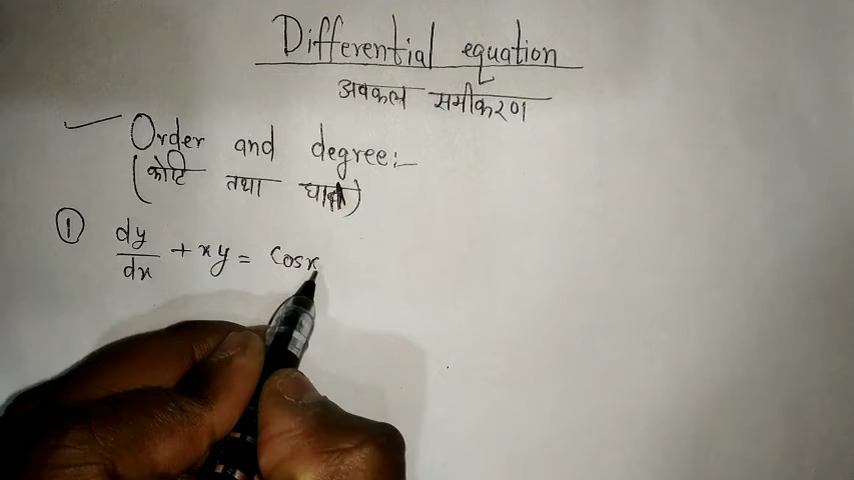 Differential equation
अवकल समीकरण
Order and degree:-
(कोटि तथा घात)
① dy/dx + xy = cosx